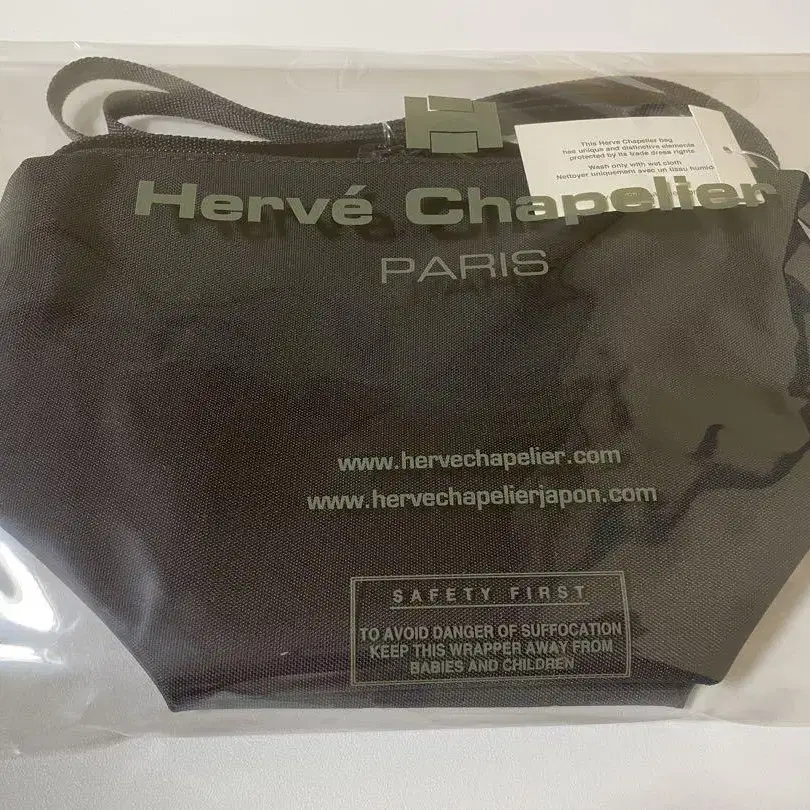 This Herve Chapelier bag
has unique and distinctive elements
protected by its trade dress rights.
Wash only with wet cloth
Nettoyer uniquement avec un tissu humid
Hervé Chapelier
PARIS
www.hervechapelier.com
www.hervechapelierjapon.com
SAFETY FIRST
TO AVOID DANGER OF SUFFOCATION
KEEP THIS WRAPPER AWAY FROM
BABIES AND CHILDREN